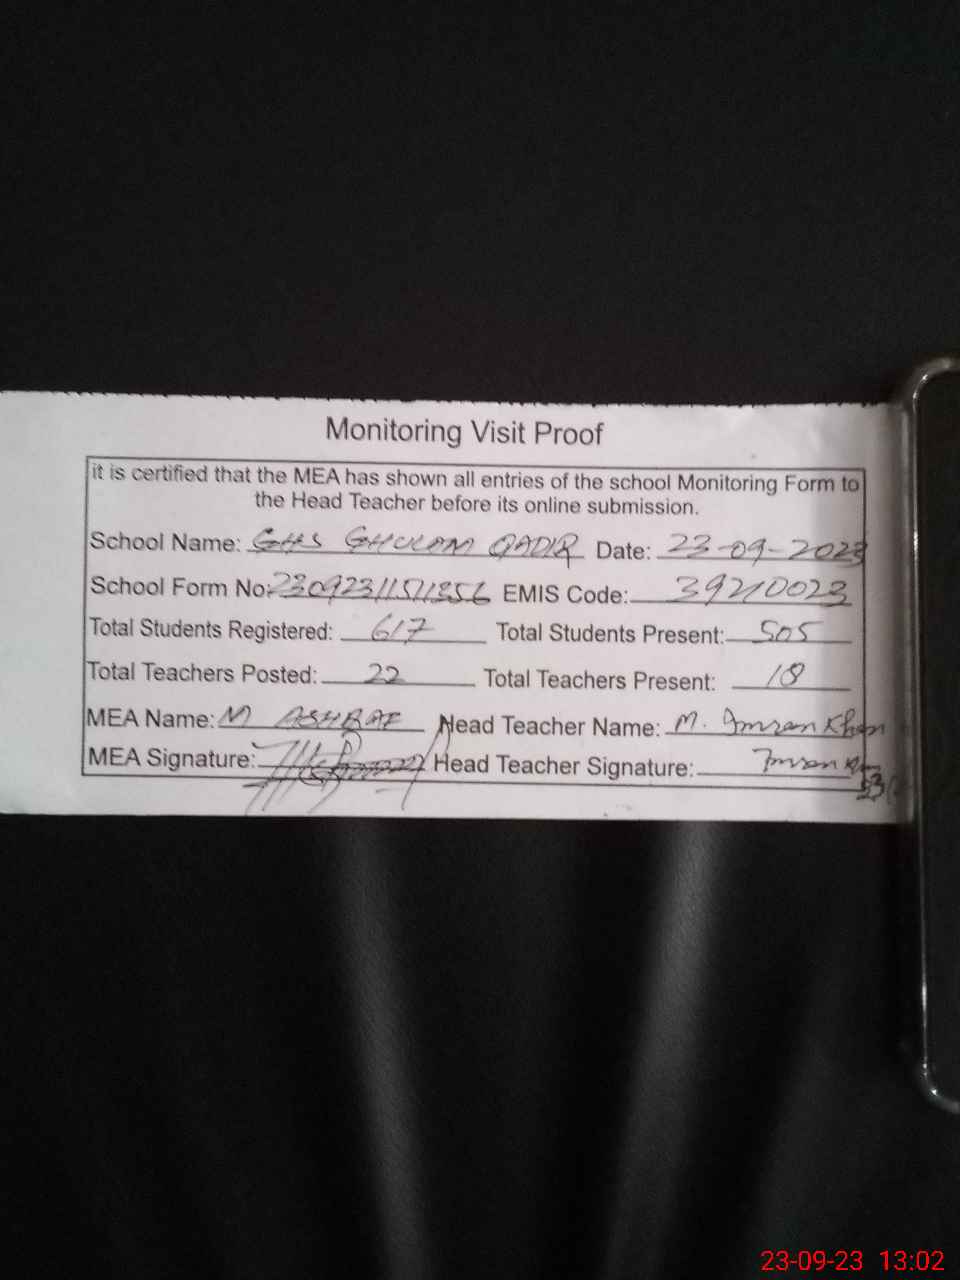 Monitoring Visit Proof
it is certified that the MEA has shown all entries of the school Monitoring Form to
the Head Teacher before its online submission.
School Name: GHS GHULAM QADIR Date: 23-09-2023
School Form No: 23092311511356 EMIS Code: 39210023
Total Students Registered: 617 Total Students Present: 505
Total Teachers Posted: 22 Total Teachers Present: 18
MEA Name: M ASHRAF Head Teacher Name: M. Imran Khan
MEA Signature: Head Teacher Signature: Imran
23-09-23 13:02